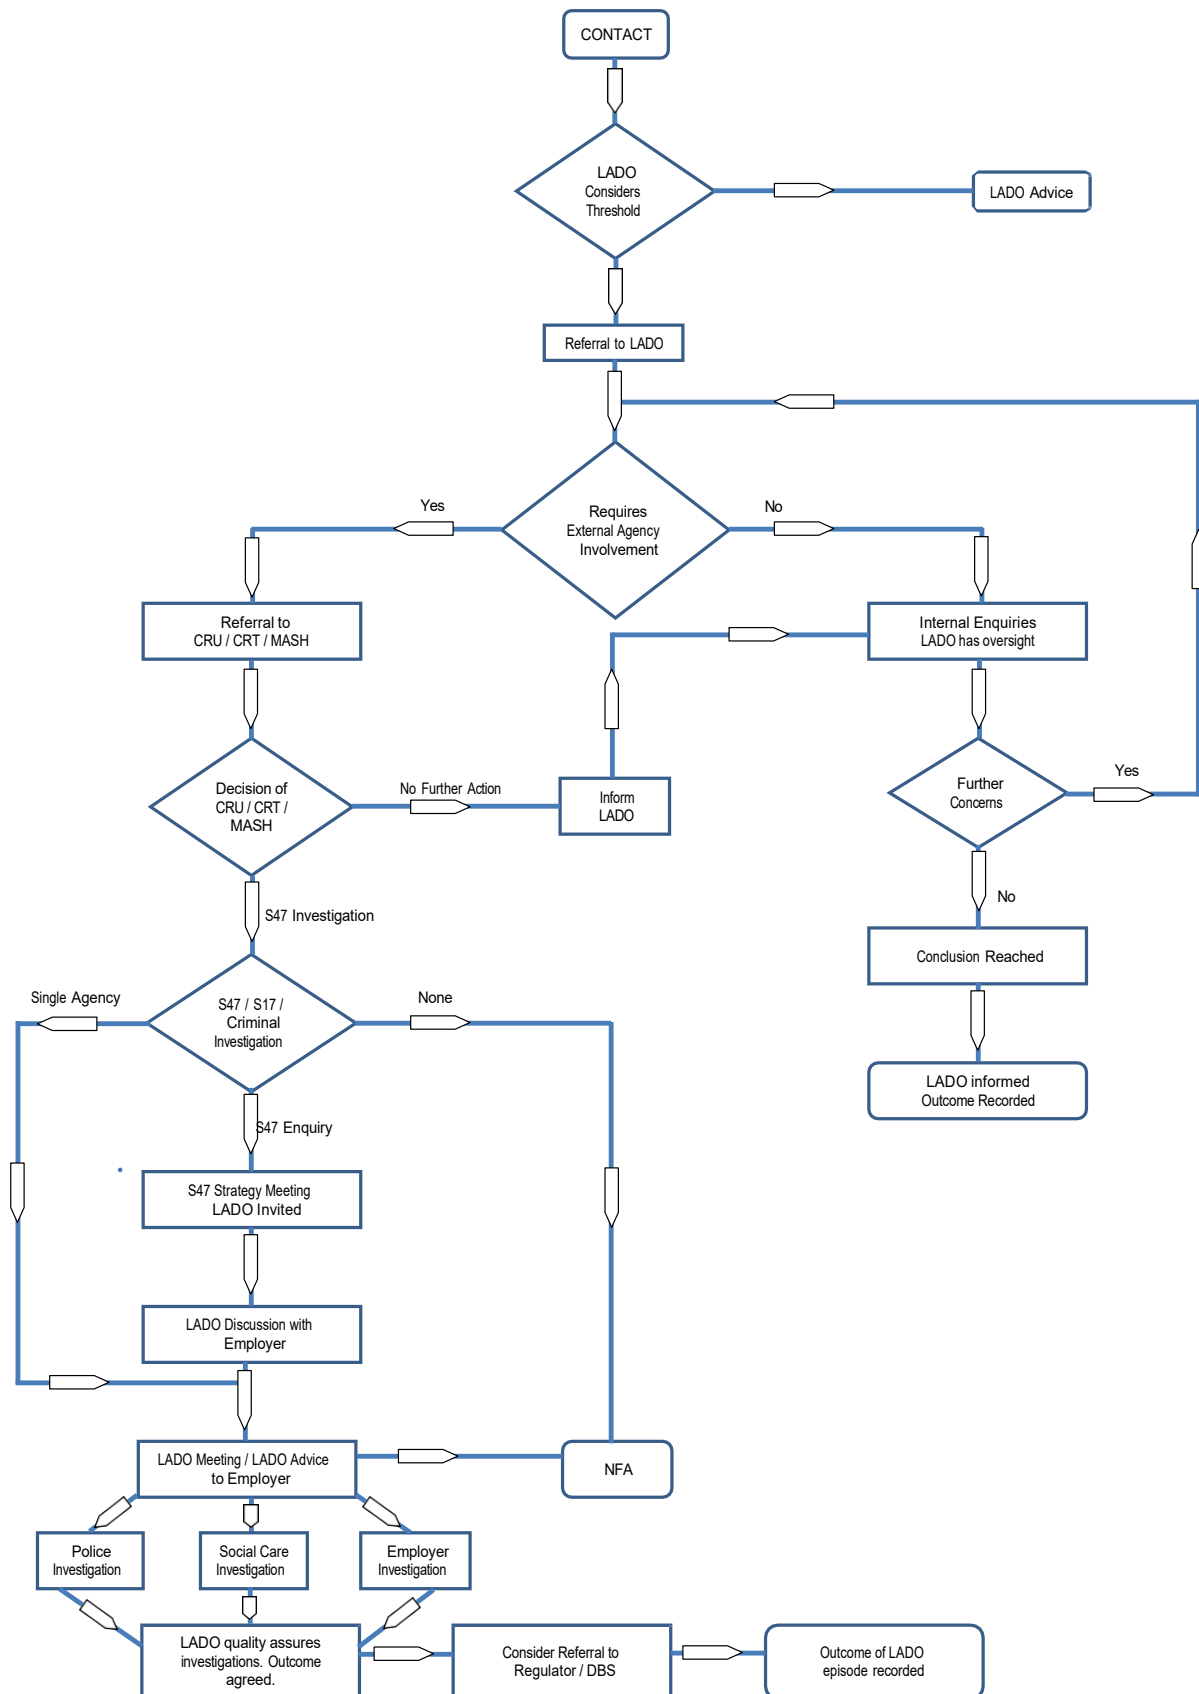 CONTACT
LADO
Considers
Threshold
LADO Advice
Referral to LADO
Yes
Requires
External Agency
Involvement
No
Referral to
CRU / CRT / MASH
Internal Enquiries
LADO has oversight
Decision of
CRU / CRT /
MASH
No Further Action
Inform
LADO
Further
Concerns
Yes
No
S47 Investigation
Conclusion Reached
Single Agency
S47 / S17 /
Criminal
Investigation
None
LADO informed
Outcome Recorded
S47 Enquiry
S47 Strategy Meeting
LADO Invited
LADO Discussion with
Employer
LADO Meeting / LADO Advice
to Employer
NFA
Police
Investigation
Social Care
Investigation
Employer
Investigation
LADO quality assures
investigations. Outcome
agreed.
Consider Referral to
Regulator / DBS
Outcome of LADO
episode recorded